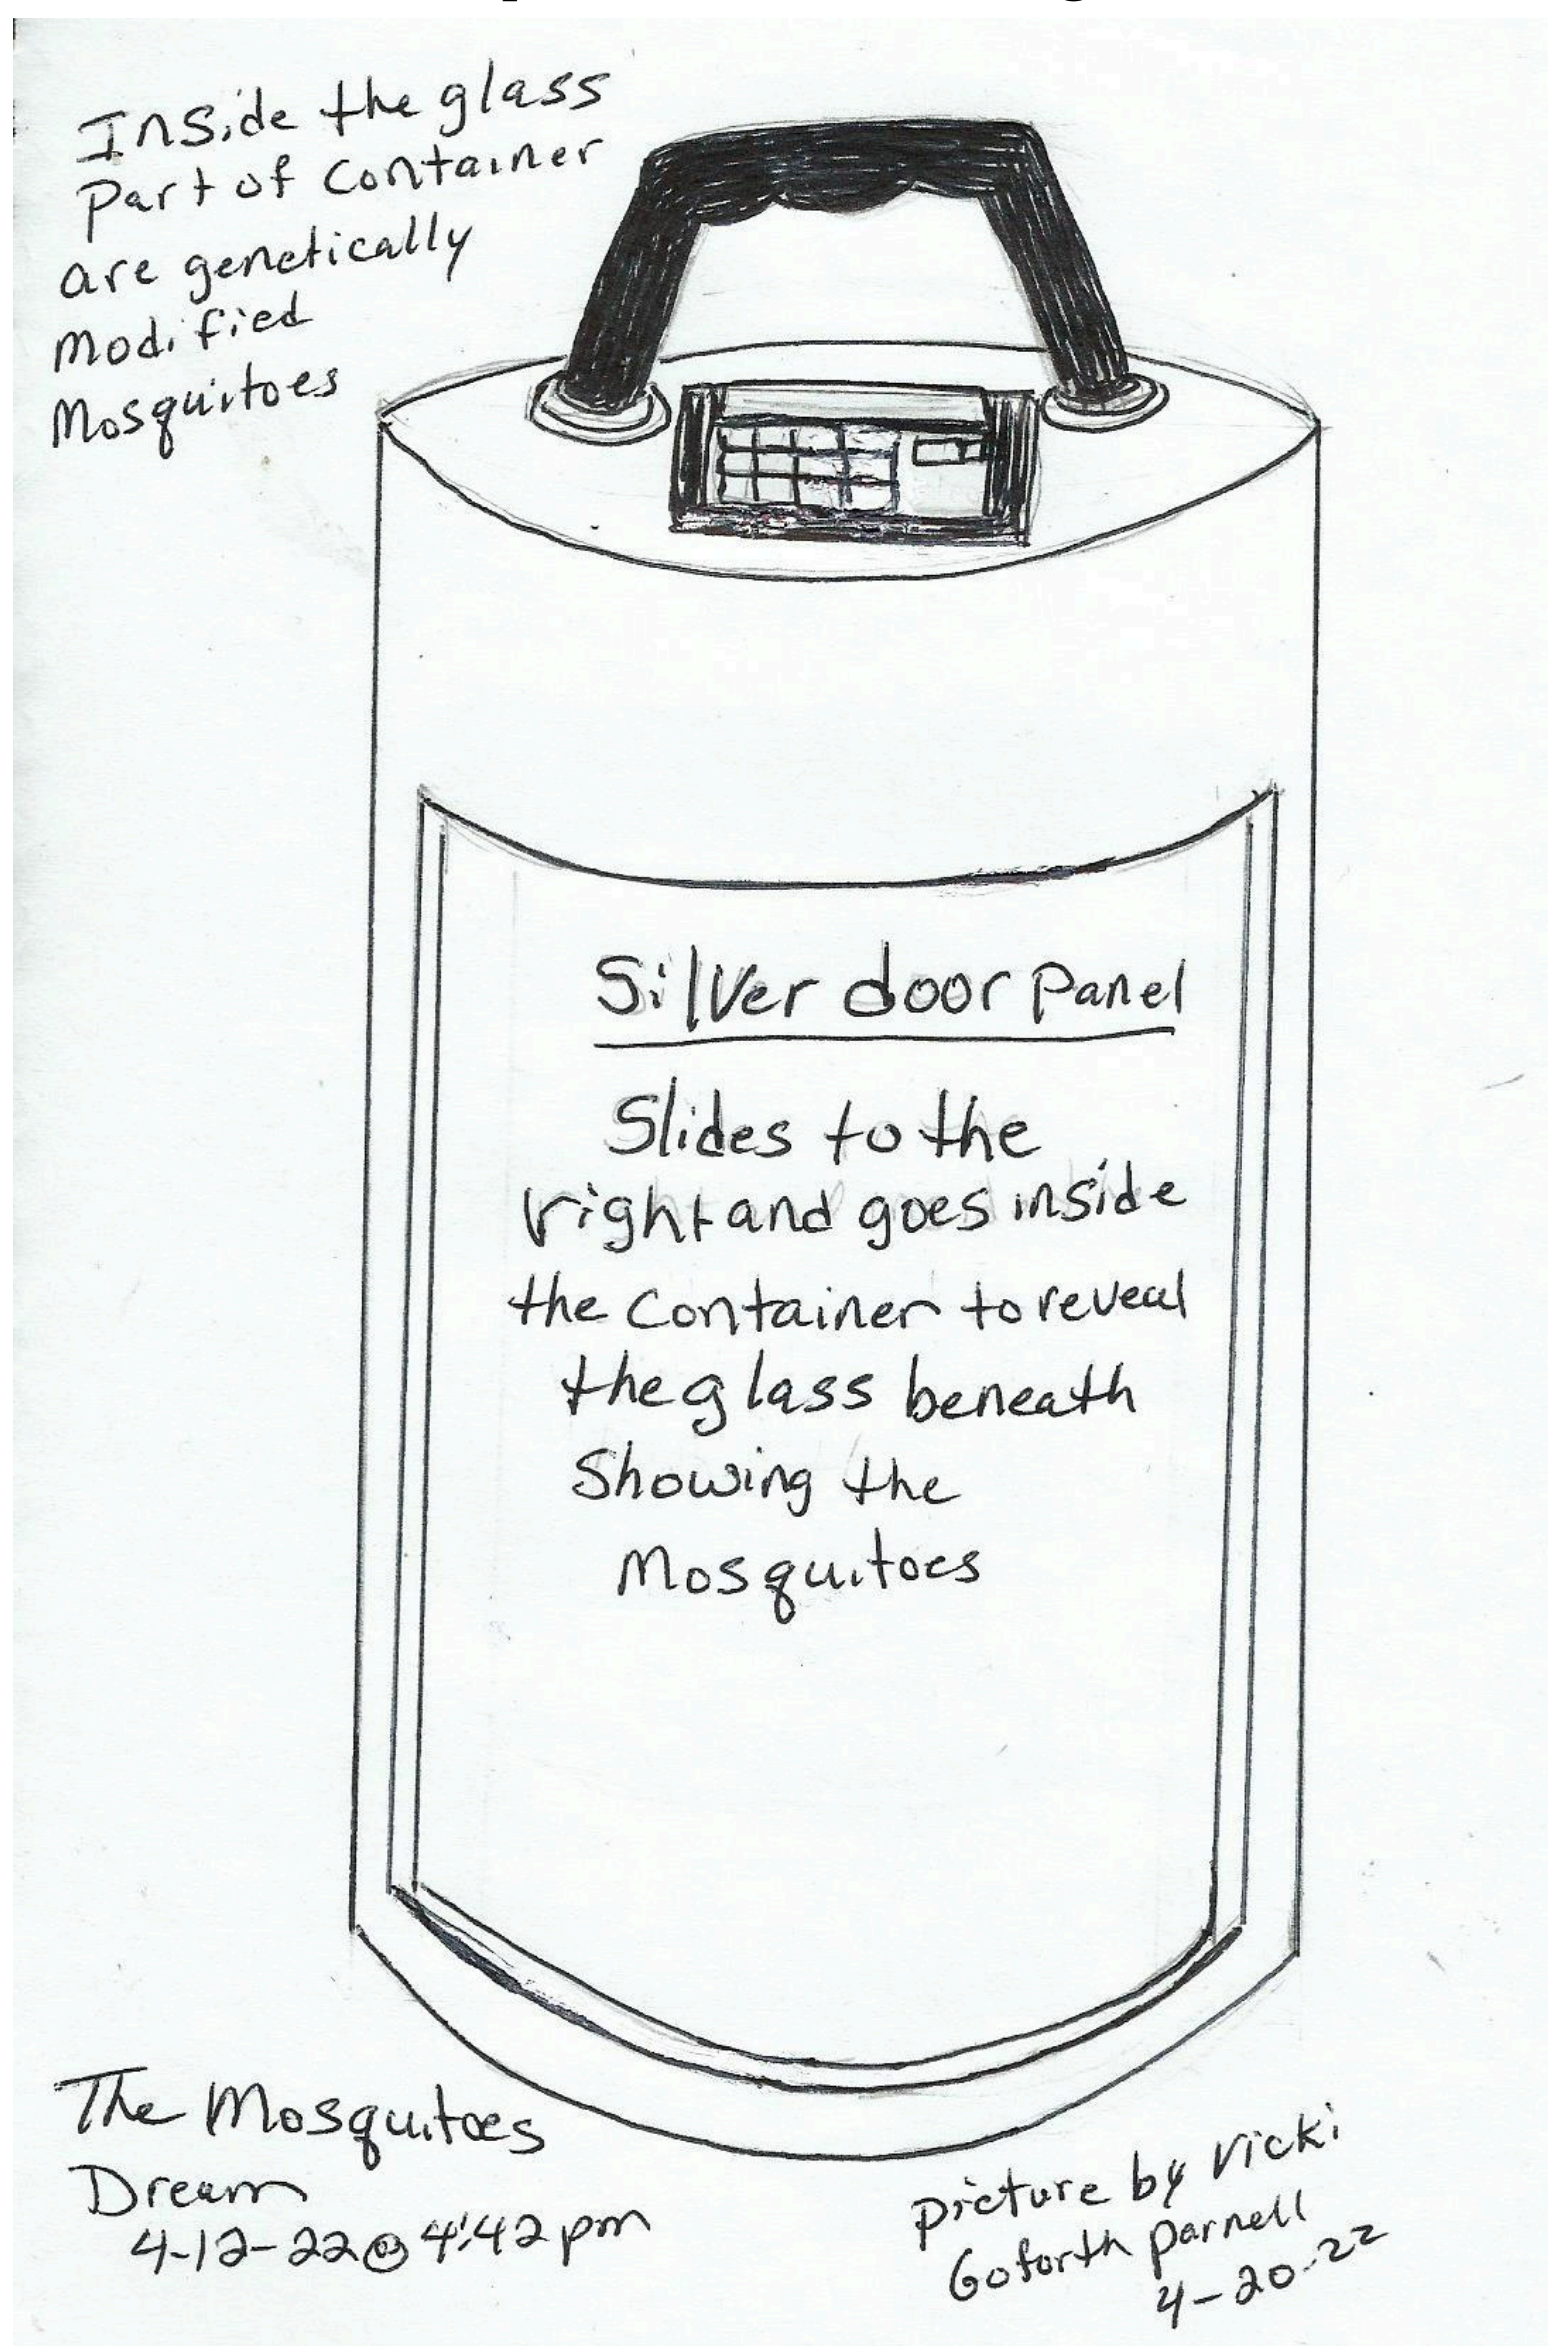 Inside the glass
Part of Container
are genetically
Modified
Mosquitoes
Silver door Panel
Slides to the
right and goes inside
the Container to reveal
the glass beneath
Showing the
Mosquitoes
The Mosquitoes
Dream
4-12-22@ 4:42pm
picture by Vicki
Goforth Parnell
4-20-22